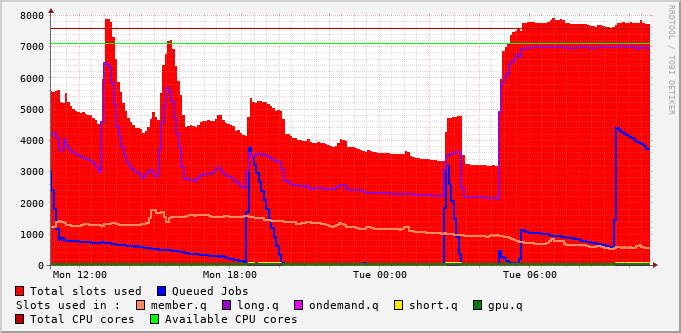 8000
7000
6000
5000
4000
3000
2000
1000
0
Mon 12:00 Mon 18:00 Tue 00:00 Tue 06:00
RRDTOOL / TOBI OETIKER
Total slots used Queued Jobs
Slots used in : member.q long.q ondemand.q short.q gpu.q
Total CPU cores Available CPU cores